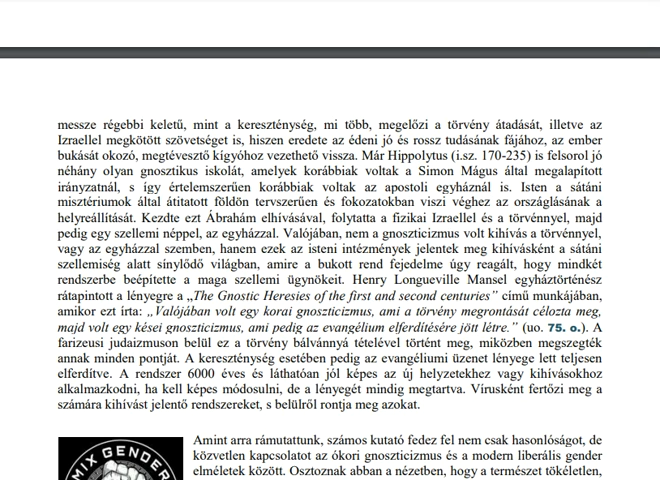 messze régebbi keletű, mint a kereszténység, mi több, megelőzi a törvény átadását, illetve az
Izraellel megkötött szövetséget is, hiszen eredete az édeni jó és rossz tudásának fájához, az ember
bukását okozó, megtévesztő kígyóhoz vezethető vissza. Már Hippolytus (i.sz. 170-235) is felsorol jó
néhány olyan gnosztikus iskolát, amelyek korábbiak voltak a Simon Mágus által megalapított
irányzatnál, s így értelemszerűen korábbiak voltak az apostoli egyháznál is. Isten a sátáni
misztériumok által átitatott földön tervszerűen és fokozatokban viszi véghez az országlásának a
helyreállítását. Kezdte ezt Ábrahám elhívásával, folytatta a fizikai Izraellel és a törvénnyel, majd
pedig egy szellemi néppel, az egyházzal. Valójában, nem a gnoszticizmus volt kihívás a törvénnyel,
vagy az egyházzal szemben, hanem ezek az isteni intézmények jelentek meg kihívásként a sátáni
szellemiség alatt sínylődő világban, amire a bukott rend fejedelme úgy reagált, hogy mindkét
rendszerbe beépítette a maga szellemi ügynökeit. Henry Longueville Mansel egyháztörténész
rátapintott a lényegre a „The Gnostic Heresies of the first and second centuries” című munkájában,
amikor ezt írta: „Valójában volt egy korai gnoszticizmus, ami a törvény megrontását célozta meg,
majd volt egy kései gnoszticizmus, ami pedig az evangélium elferdítésére jött létre.” (uo. 75. o.). A
farizeusi judaizmuson belül ez a törvény bálvánnyá tételével történt meg, miközben megszegték
annak minden pontját. A kereszténység esetében pedig az evangéliumi üzenet lényege lett teljesen
elferdítve. A rendszer 6000 éves és láthatóan jól képes az új helyzetekhez vagy kihívásokhoz
alkalmazkodni, ha kell képes módosulni, de a lényegét mindig megtartva. Vírusként fertőzi meg a
számára kihívást jelentő rendszereket, s belülről rontja meg azokat.
Amint arra rámutattunk, számos kutató fedez fel nem csak hasonlóságot, de
közvetlen kapcsolatot az ókori gnoszticizmus és a modern liberális gender
elméletek között. Osztoznak abban a nézetben, hogy a természet tökéletlen,
MIX GENDER